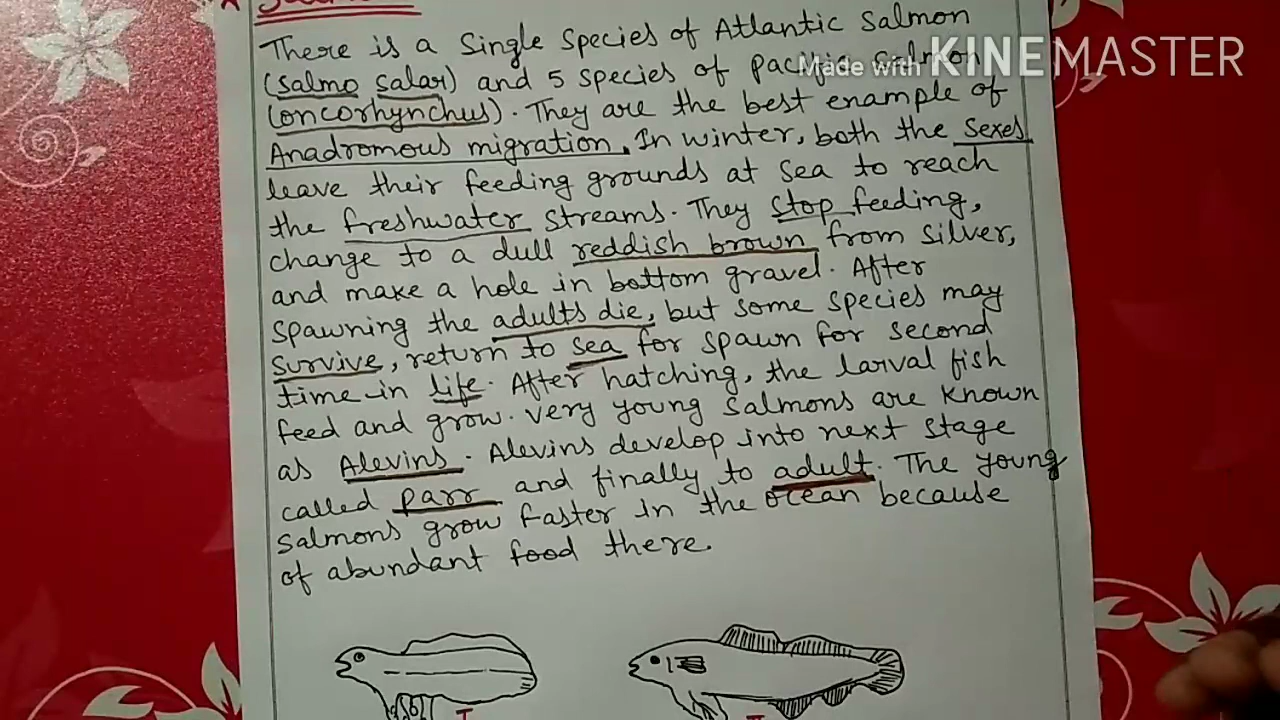 There is a Single Species of Atlantic Salmon
(Salmo salar) and 5 species of pacific Salmon
Made with KINEMASTER
(oncorhynchus). They are the best enample of
Anadromous migration. In winter, both the sexes
leave their feeding grounds at sea to reach
the freshwater streams. They stop feeding,
change to a dull reddish brown from silver,
and make a hole in bottom gravel. After
spawning the adults die, but some species may
survive, return to sea for spawn for second
time in life. After hatching, the larval fish
feed and grow. Very young salmons are known
as Alevins. Alevins develop into next stage
called parr and finally to adult. The young
salmons grow faster in the ocean because
of abundant food there.
I
II